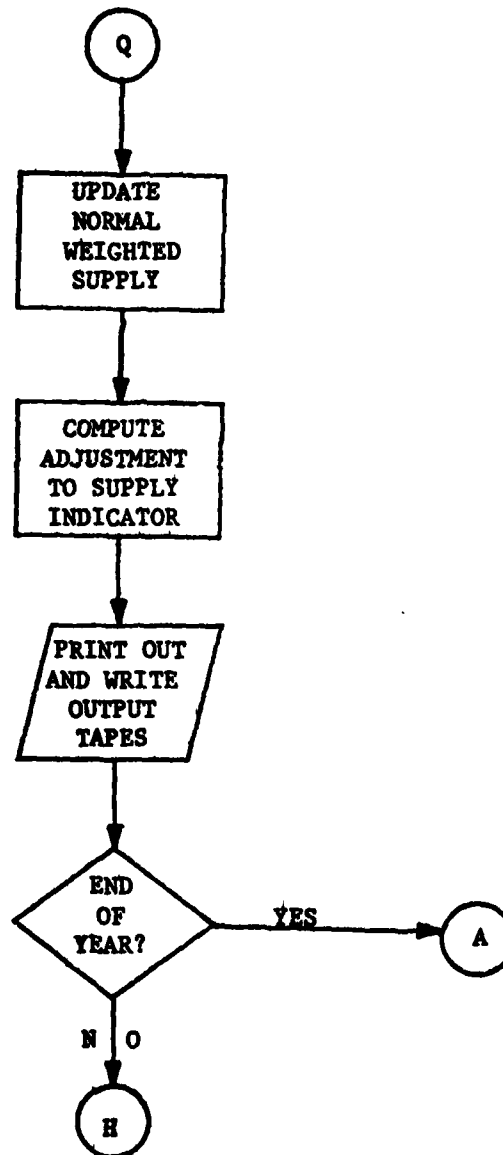 Q
UPDATE
NORMAL
WEIGHTED
SUPPLY
COMPUTE
ADJUSTMENT
TO SUPPLY
INDICATOR
PRINT OUT
AND WRITE
OUTPUT
TAPES
END
OF
YEAR?
YES
A
N O
H